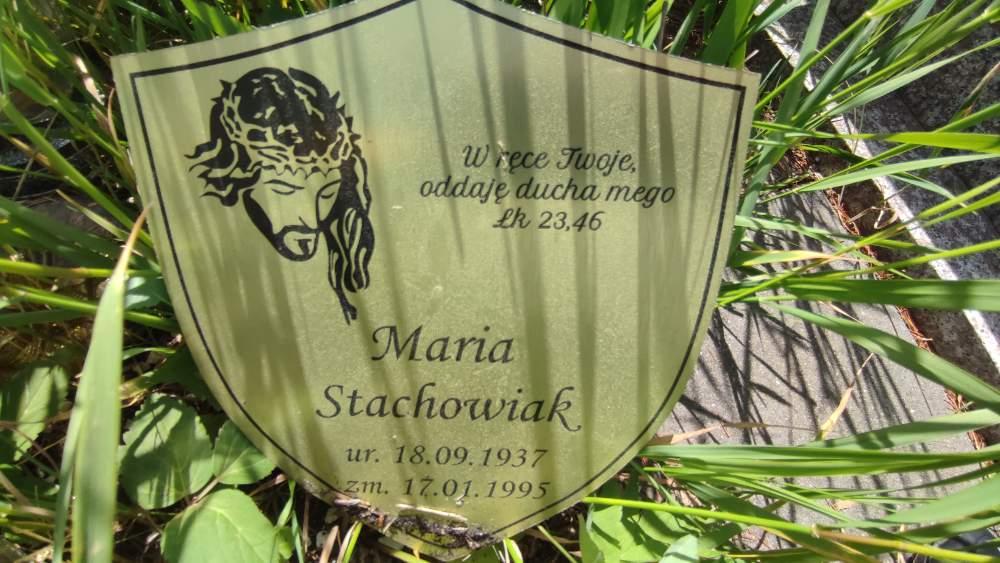 W ręce Twoje,
oddaję ducha mego
Łk 23,46
Maria
Stachowiak
ur. 18.09.1937
zm. 17.01.1995